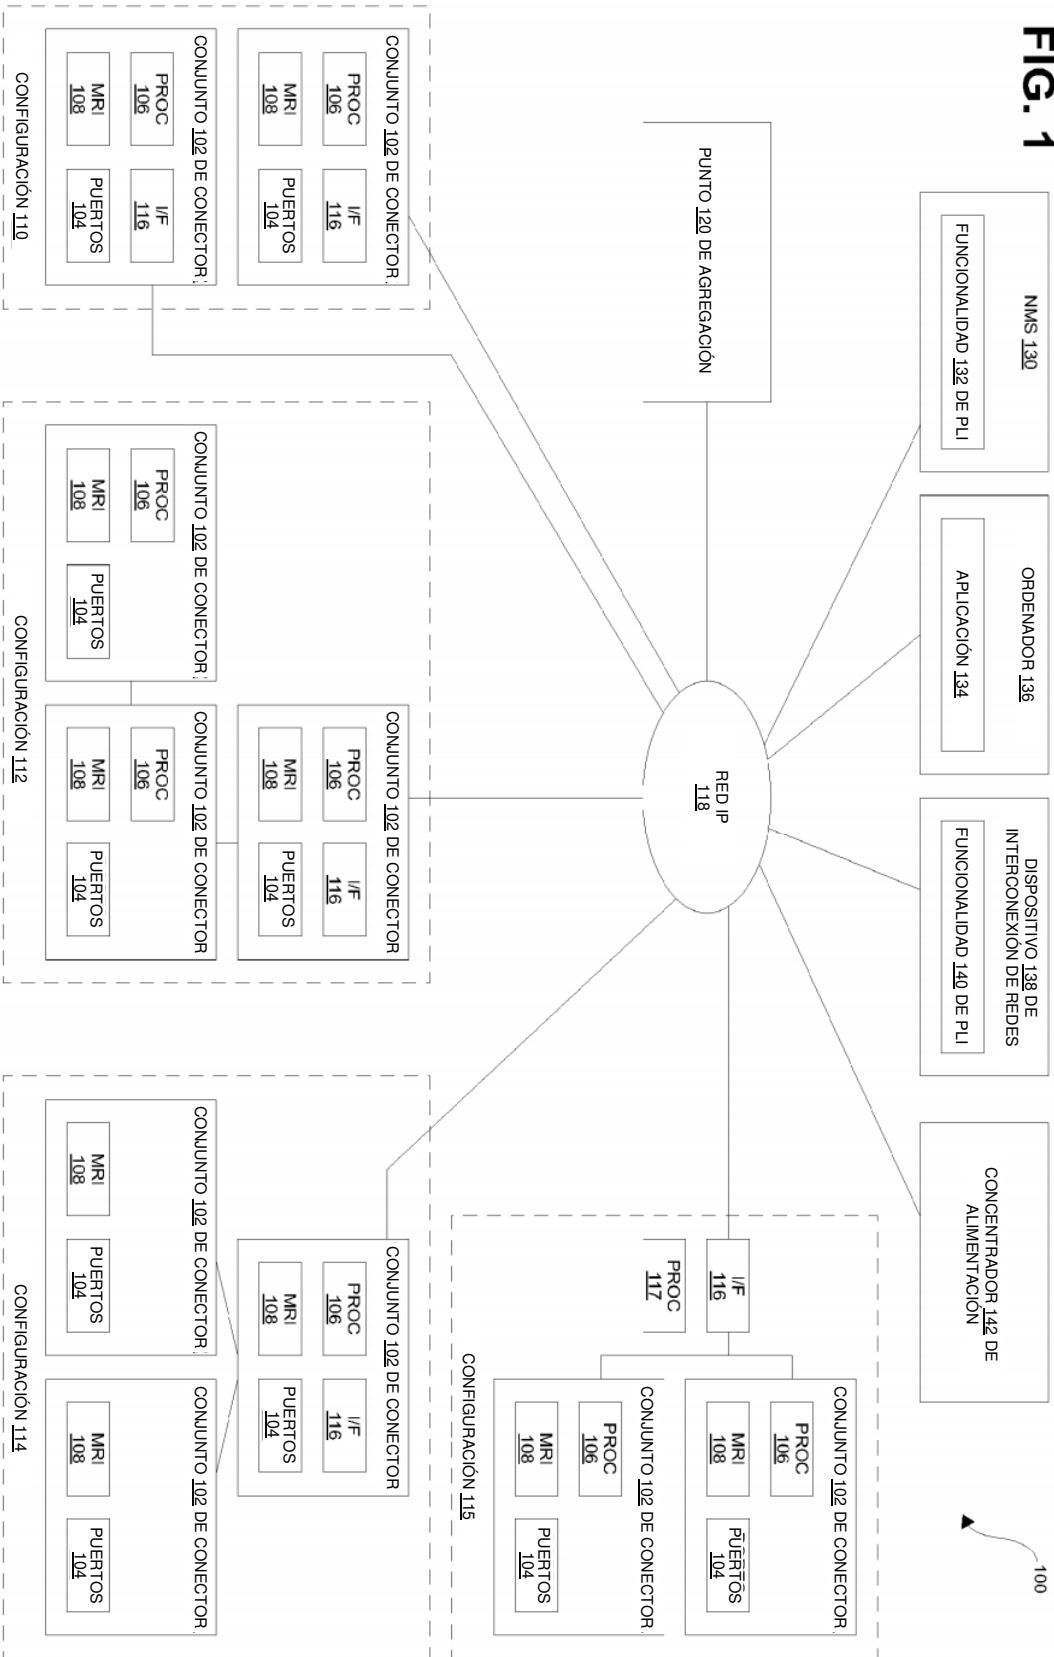 FIG. 1
100
NMS 130
FUNCIONALIDAD 132 DE PLI
ORDENADOR 136
APLICACIÓN 134
DISPOSITIVO 138 DE
INTERCONEXIÓN DE REDES
FUNCIONALIDAD 140 DE PLI
CONCENTRADOR 142 DE
ALIMENTACIÓN
PUNTO 120 DE AGREGACIÓN
RED IP
118
CONJUNTO 102 DE CONECTOR
PROC
106
I/F
116
MRI
108
PUERTOS
104
CONJUNTO 102 DE CONECTOR
PROC
106
I/F
116
MRI
108
PUERTOS
104
CONFIGURACIÓN 110
CONJUNTO 102 DE CONECTOR
PROC
106
I/F
116
MRI
108
PUERTOS
104
CONJUNTO 102 DE CONECTOR
PROC
106
MRI
108
PUERTOS
104
CONJUNTO 102 DE CONECTOR
PROC
106
MRI
108
PUERTOS
104
CONFIGURACIÓN 112
I/F
116
PROC
117
CONJUNTO 102 DE CONECTOR
PROC
106
MRI
108
PUERTOS
104
CONJUNTO 102 DE CONECTOR
PROC
106
MRI
108
PUERTOS
104
CONFIGURACIÓN 115
CONJUNTO 102 DE CONECTOR
PROC
106
I/F
116
MRI
108
PUERTOS
104
CONJUNTO 102 DE CONECTOR
MRI
108
PUERTOS
104
CONJUNTO 102 DE CONECTOR
MRI
108
PUERTOS
104
CONFIGURACIÓN 114